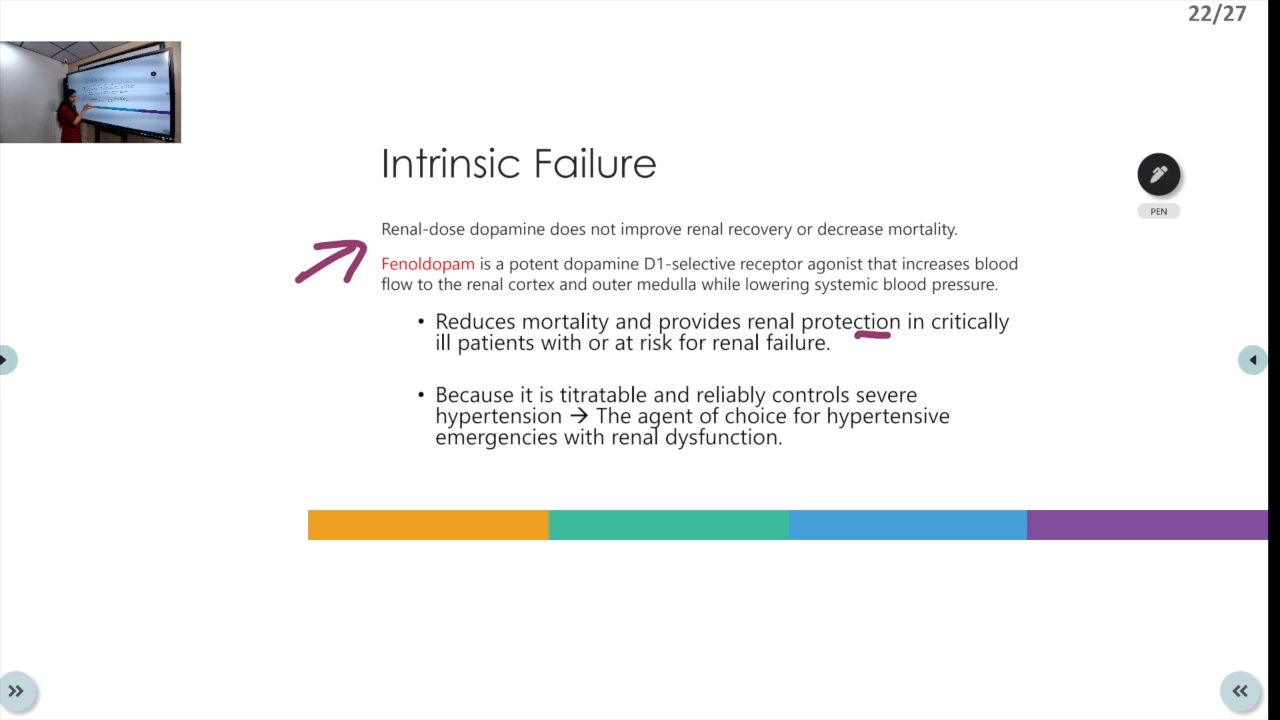 22/27
Intrinsic Failure
PEN
Renal-dose dopamine does not improve renal recovery or decrease mortality.
Fenoldopam is a potent dopamine D1-selective receptor agonist that increases blood
flow to the renal cortex and outer medulla while lowering systemic blood pressure.
• Reduces mortality and provides renal protection in critically
ill patients with or at risk for renal failure.
• Because it is titratable and reliably controls severe
hypertension → The agent of choice for hypertensive
emergencies with renal dysfunction.